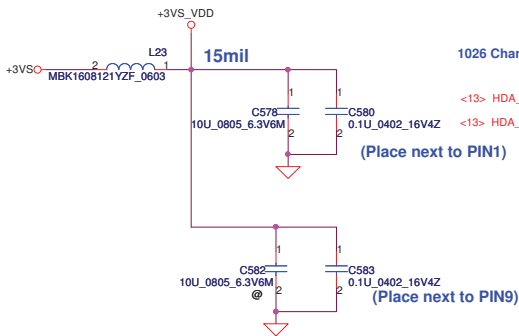 +3VS_VDD
L23
15mil
1026 Char
+3VS
2
1
MBK1608121YZF_0603
<13> HDA_
<13> HDA_
1
1
C578
C580
10U_0805_6.3V6M
0.1U_0402_16V4Z
2
2
(Place next to PIN1)
1
1
C582
C583
10U_0805_6.3V6M
0.1U_0402_16V4Z
@
2
2
(Place next to PIN9)